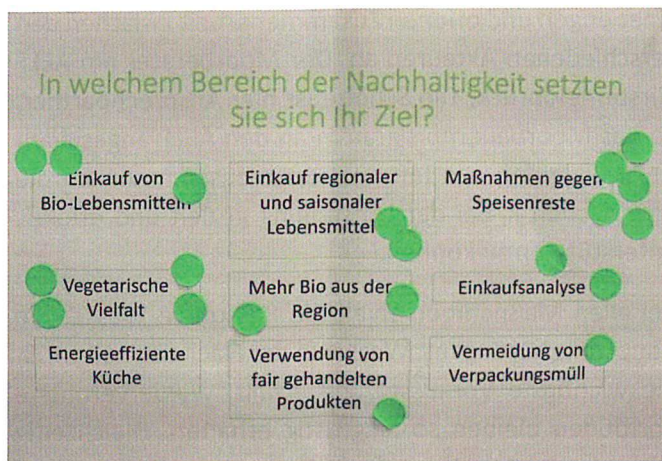 In welchem Bereich der Nachhaltigkeit setzten
Sie sich Ihr Ziel?
Einkauf von
Bio-Lebensmitteln
Einkauf regionaler
und saisonaler
Lebensmittel
Maßnahmen gegen
Speisenreste
Vegetarische
Vielfalt
Mehr Bio aus der
Region
Einkaufsanalyse
Energieeffiziente
Küche
Verwendung von
fair gehandelten
Produkten
Vermeidung von
Verpackungsmüll